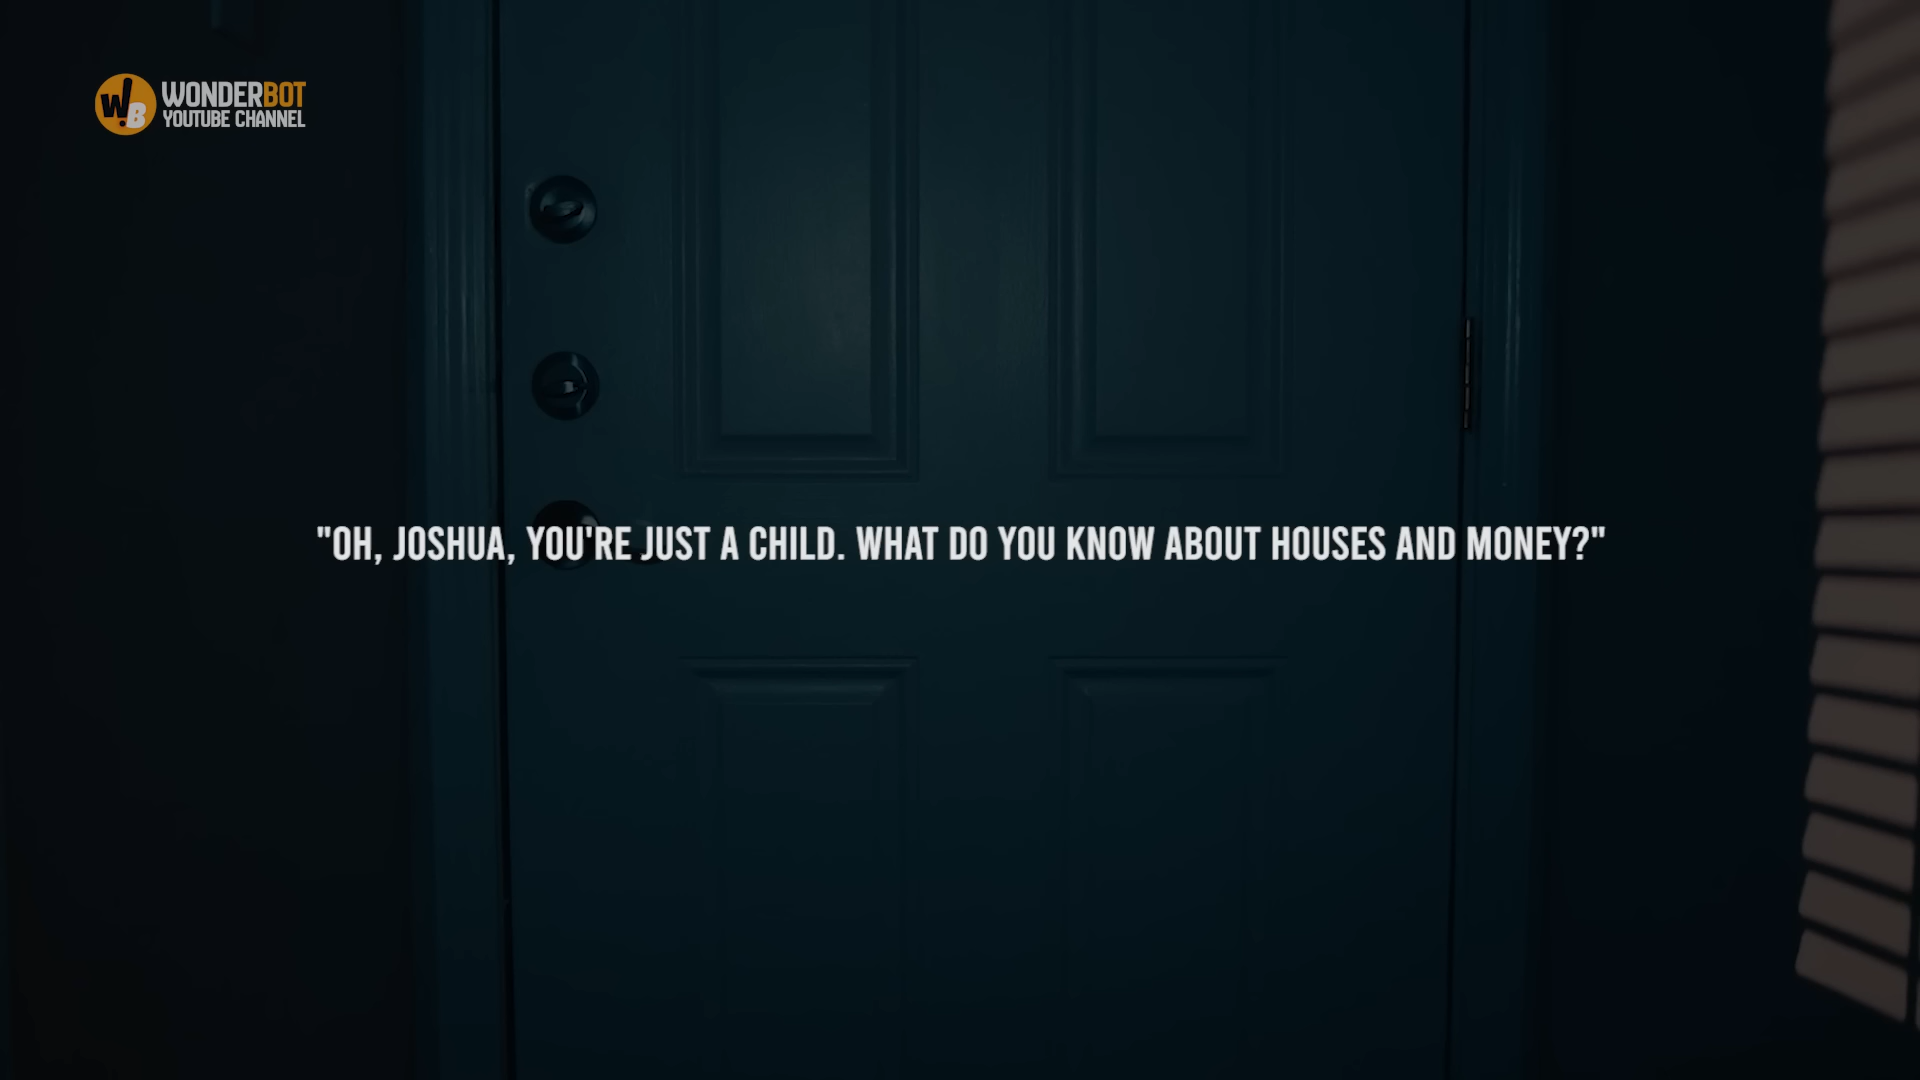 W!B
WONDERBOT
YOUTUBE CHANNEL
"OH, JOSHUA, YOU'RE JUST A CHILD. WHAT DO YOU KNOW ABOUT HOUSES AND MONEY?"